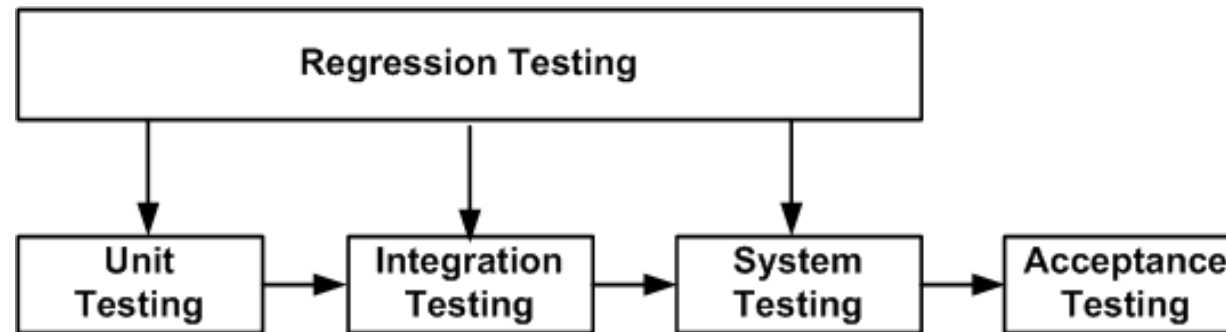 Regression Testing
Unit
Testing
Integration
Testing
System
Testing
Acceptance
Testing